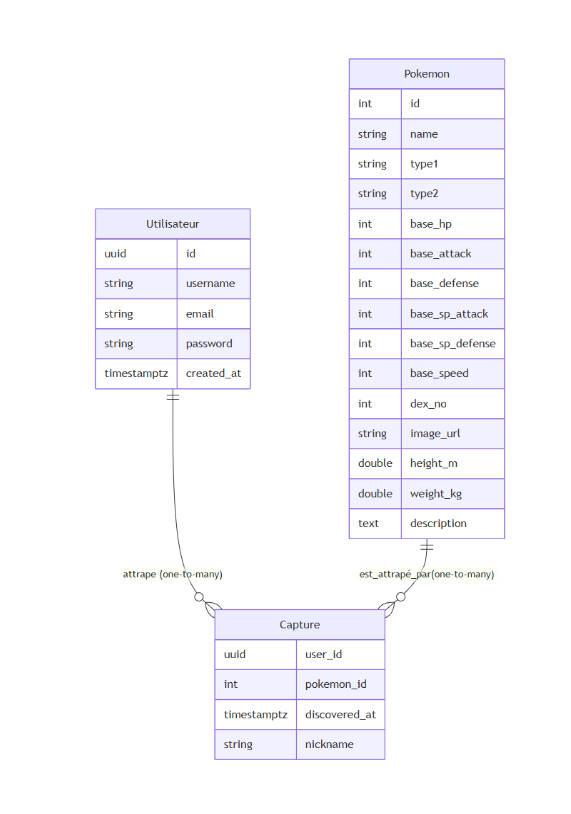 Pokemon
int id
string name
string type1
string type2
int base_hp
int base_attack
int base_defense
int base_sp_attack
int base_sp_defense
int base_speed
int dex_no
string image_url
double height_m
double weight_kg
text description
Utilisateur
uuid id
string username
string email
string password
timestamptz created_at
attrape (one-to-many)
est_attrapé_par(one-to-many)
Capture
uuid user_id
int pokemon_id
timestamptz discovered_at
string nickname